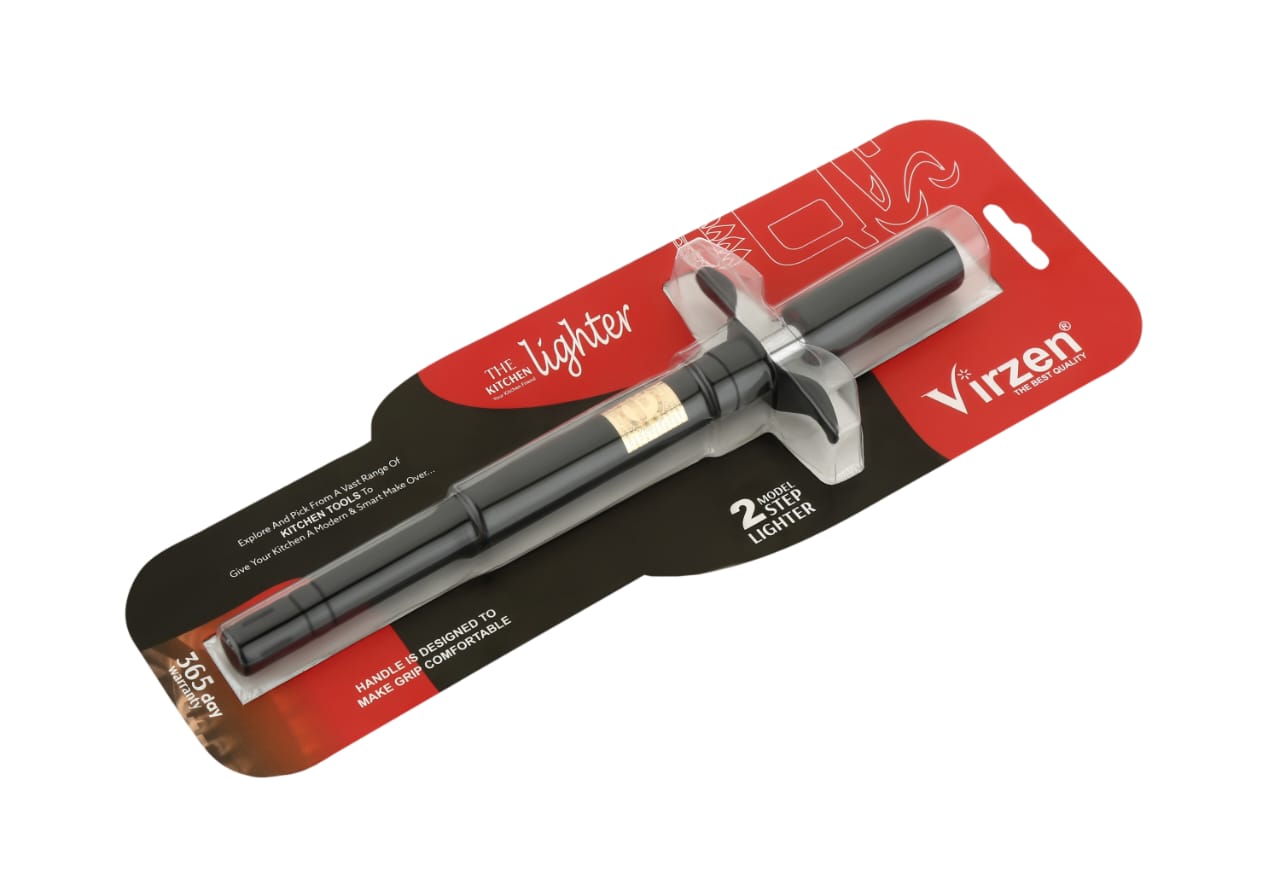 THE
KITCHEN
lighter
Your Kitchen Friend
Virzen®
THE BEST QUALITY
Explore And Pick From A Vast Range Of
KITCHEN TOOLS To
Give Your Kitchen A Modern & Smart Make Over...
2 MODEL
STEP
LIGHTER
HANDLE IS DESIGNED TO
MAKE GRIP COMFORTABLE
365 day
warranty